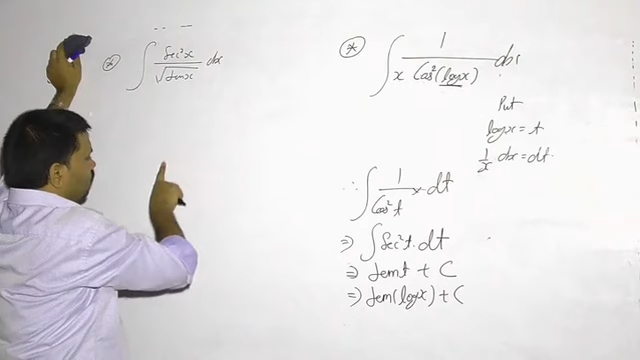 * ∫ sec²x / √tanx dx
* ∫ 1 / x Cos²(logx) dx
Put
logx = t
1/x dx = dt.
∴ ∫ 1 / Cos²t × dt
⇒ ∫ Sec²t. dt
⇒ tant + C
⇒ tan(logx) + C